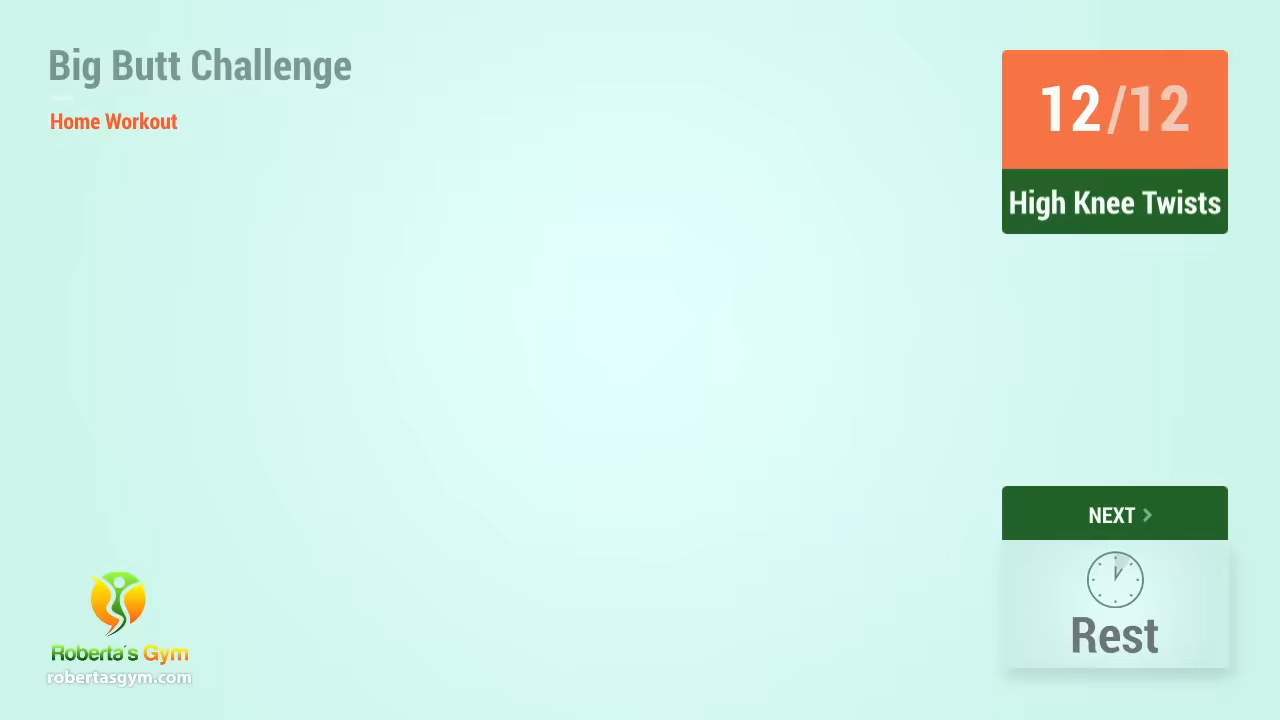 Big Butt Challenge
Home Workout
12/12
High Knee Twists
NEXT >
Rest
Roberta's Gym
robertasgym.com